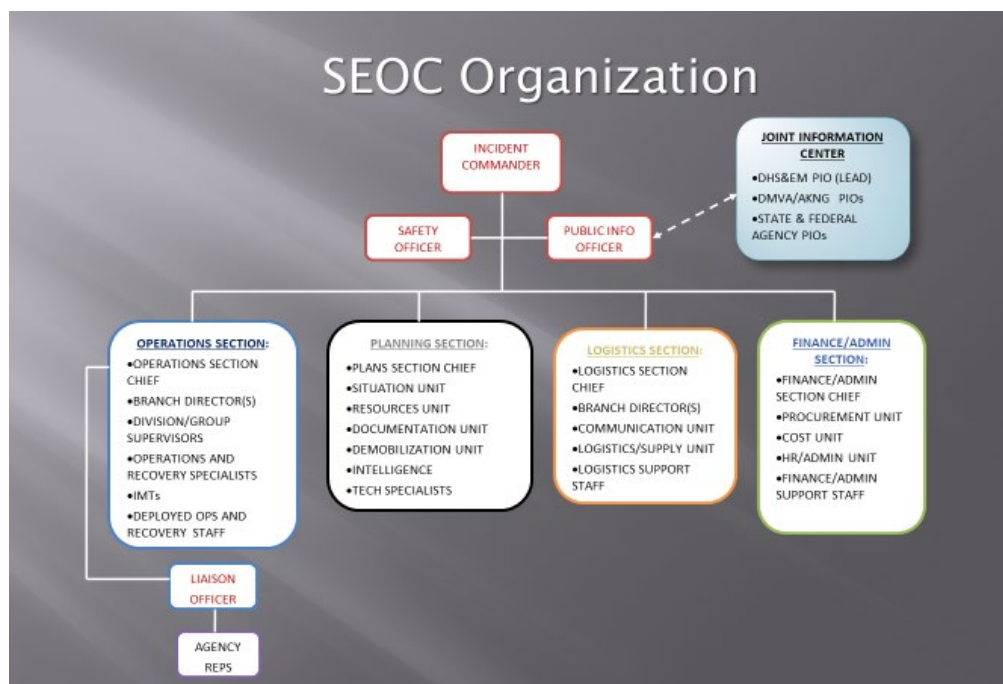 SEOC Organization
INCIDENT
COMMANDER
JOINT INFORMATION
CENTER
•DHS&EM PIO (LEAD)
•DMVA/AKNG PIOs
•STATE & FEDERAL
AGENCY PIOs
SAFETY
OFFICER
PUBLIC INFO
OFFICER
OPERATIONS SECTION:
•OPERATIONS SECTION
CHIEF
•BRANCH DIRECTOR(S)
•DIVISION/GROUP
SUPERVISORS
•OPERATIONS AND
RECOVERY SPECIALISTS
•IMTs
•DEPLOYED OPS AND
RECOVERY STAFF
PLANNING SECTION:
•PLANS SECTION CHIEF
•SITUATION UNIT
•RESOURCES UNIT
•DOCUMENTATION UNIT
•DEMOBILIZATION UNIT
•INTELLIGENCE
•TECH SPECIALISTS
LOGISTICS SECTION:
•LOGISTICS SECTION
CHIEF
•BRANCH DIRECTOR(S)
•COMMUNICATION UNIT
•LOGISTICS/SUPPLY UNIT
•LOGISTICS SUPPORT
STAFF
FINANCE/ADMIN
SECTION:
•FINANCE/ADMIN
SECTION CHIEF
•PROCUREMENT UNIT
•COST UNIT
•HR/ADMIN UNIT
•FINANCE/ADMIN
SUPPORT STAFF
LIAISON
OFFICER
AGENCY
REPS